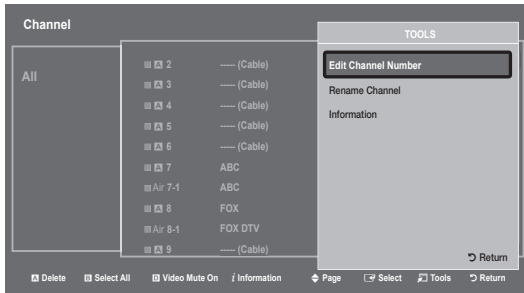 Channel
TOOLS
All
A 2 ----- (Cable)
A 3 ----- (Cable)
A 4 ----- (Cable)
A 5 ----- (Cable)
A 6 ----- (Cable)
A 7 ABC
Air 7-1 ABC
A 8 FOX
Air 8-1 FOX DTV
A 9 ----- (Cable)
Edit Channel Number
Rename Channel
Information
Return
A Delete B Select All D Video Mute On i Information Page Select Tools Return